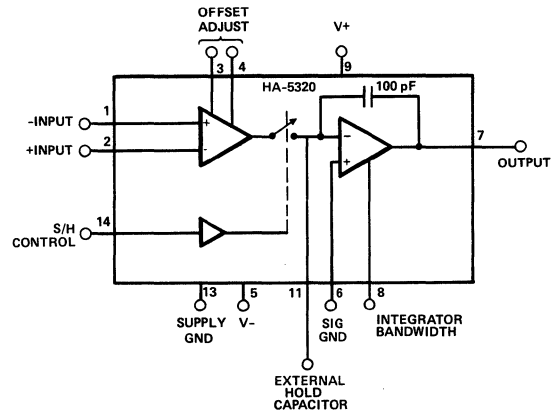 OFFSET
ADJUST
V+
3
4
9
HA-5320
100 pF
-INPUT
1
+
−
7
+INPUT
2
-
+
OUTPUT
S/H
CONTROL
14
13
5
11
6
8
SUPPLY
GND
V-
SIG
GND
INTEGRATOR
BANDWIDTH
EXTERNAL
HOLD
CAPACITOR